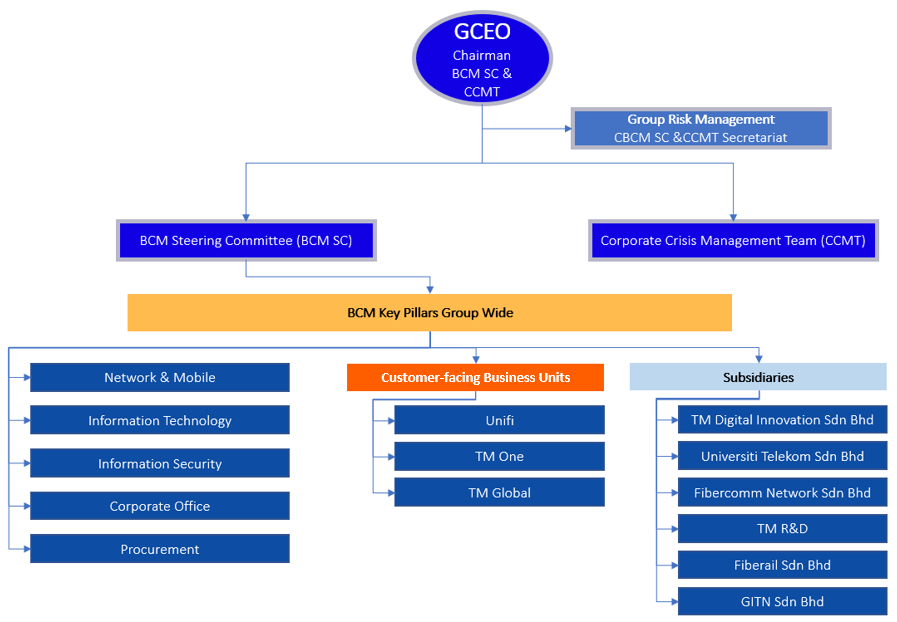 GCEO
Chairman
BCM SC &
CCMT
Group Risk Management
CBCM SC &CCMT Secretariat
BCM Steering Committee (BCM SC)
Corporate Crisis Management Team (CCMT)
BCM Key Pillars Group Wide
Network & Mobile
Information Technology
Information Security
Corporate Office
Procurement
Customer-facing Business Units
Unifi
TM One
TM Global
Subsidiaries
TM Digital Innovation Sdn Bhd
Universiti Telekom Sdn Bhd
Fibercomm Network Sdn Bhd
TM R&D
Fiberail Sdn Bhd
GITN Sdn Bhd